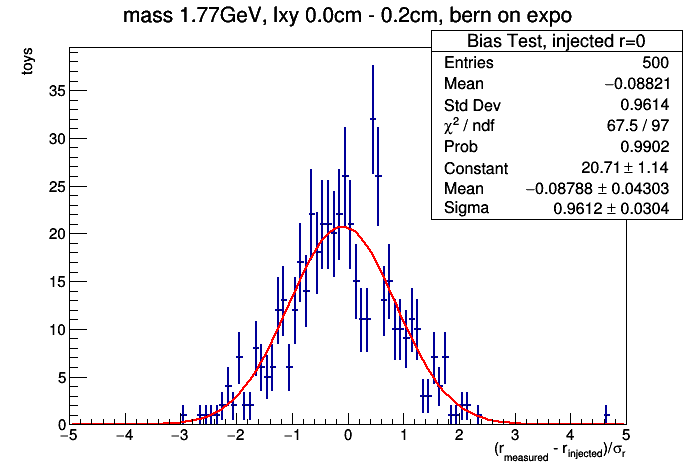 mass 1.77GeV, lxy 0.0cm - 0.2cm, bern on expo
Bias Test, injected r=0
Entries 500
Mean −0.08821
Std Dev 0.9614
χ² / ndf 67.5 / 97
Prob 0.9902
Constant 20.71 ± 1.14
Mean −0.08788 ± 0.04303
Sigma 0.9612 ± 0.0304
toys
35
30
25
20
15
10
5
0
−5 −4 −3 −2 −1 0 1 2 3 4 5
(r_measured - r_injected)/σ_r